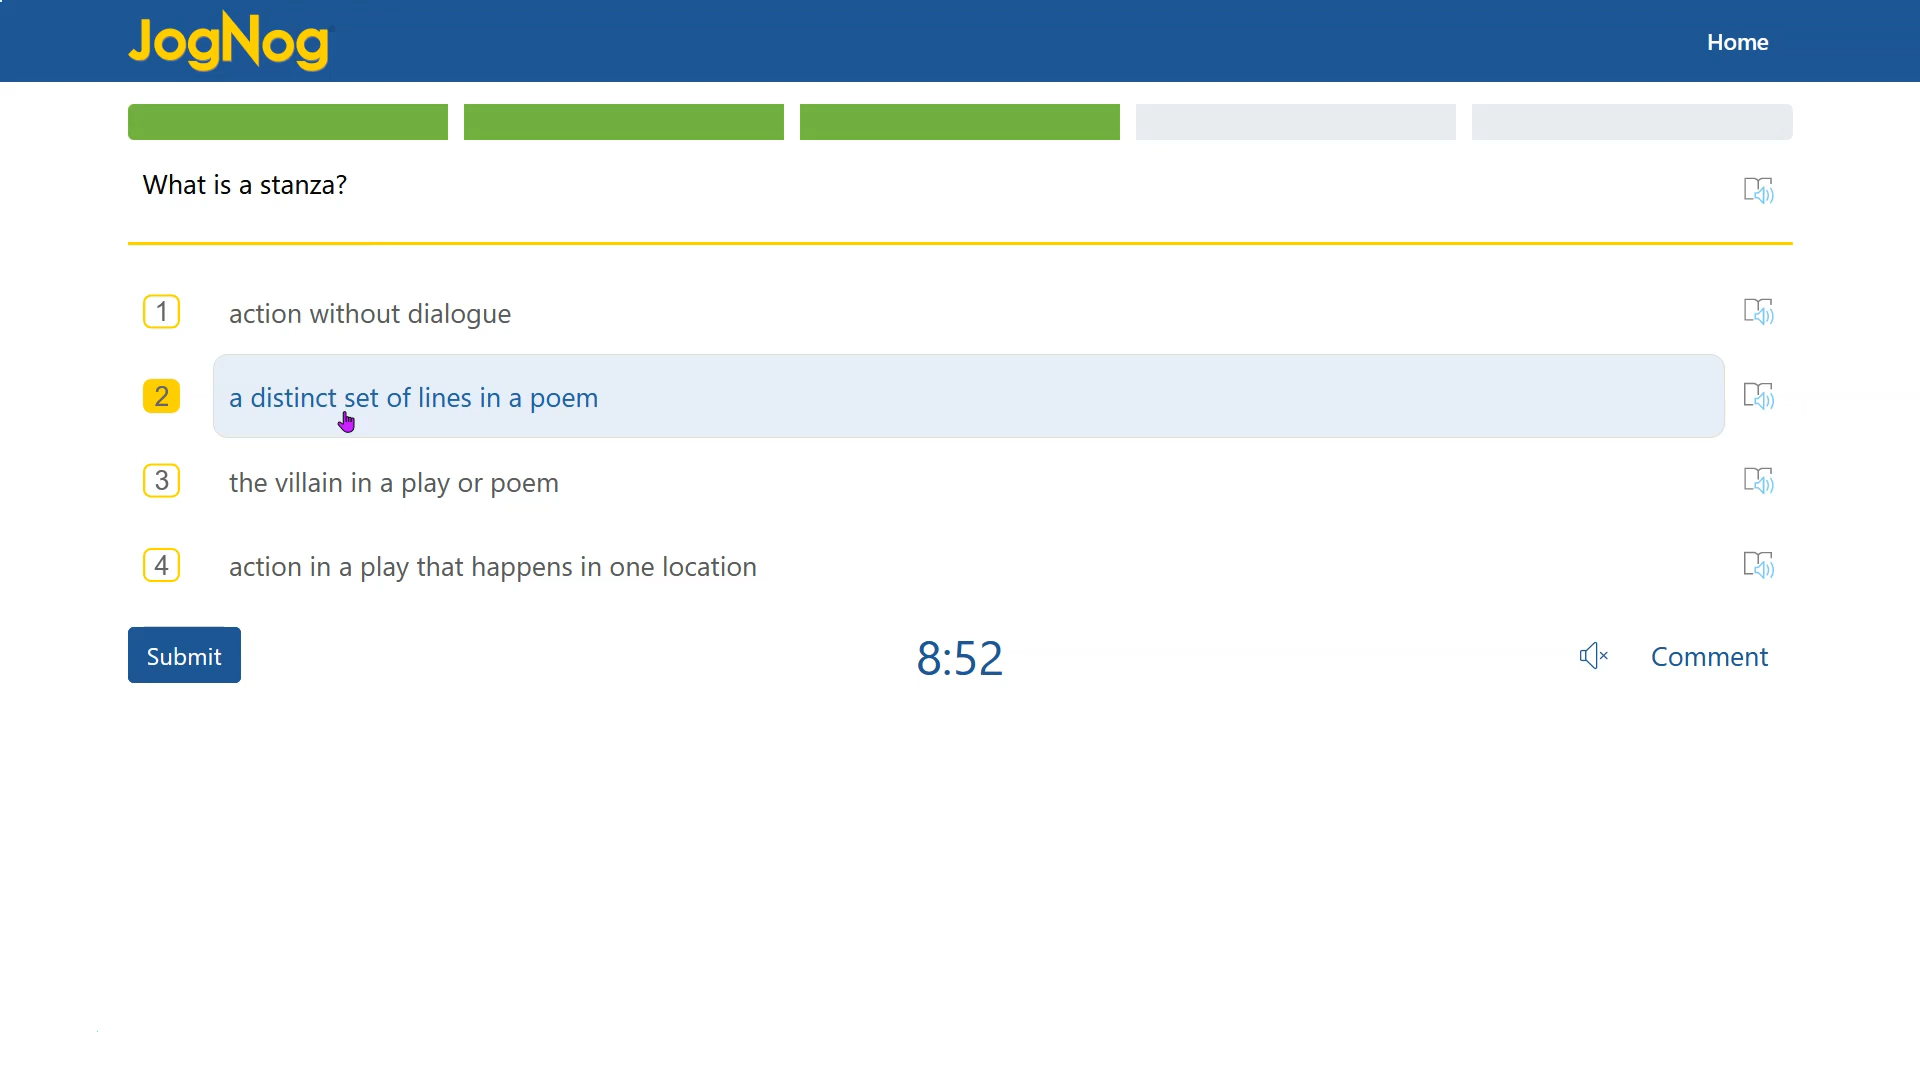 JogNog
Home
What is a stanza?
1 action without dialogue
2 a distinct set of lines in a poem
3 the villain in a play or poem
4 action in a play that happens in one location
Submit
8:52
Comment